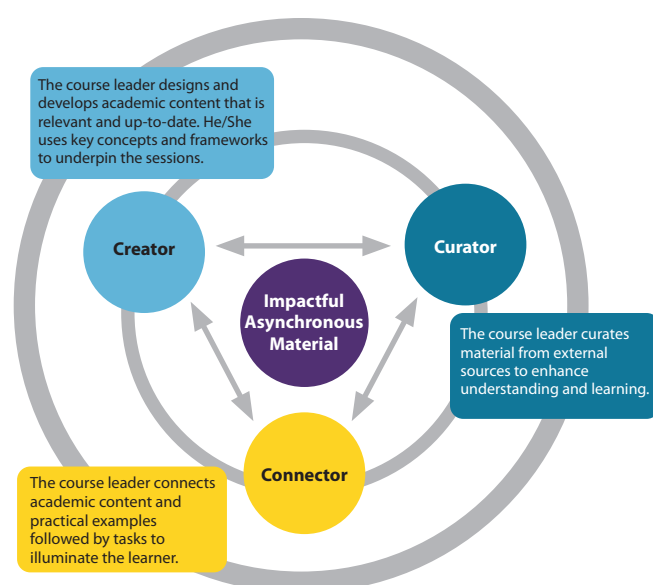 The course leader designs and
develops academic content that is
relevant and up-to-date. He/She
uses key concepts and frameworks
to underpin the sessions.
Creator
Curator
Impactful
Asynchronous
Material
The course leader curates
material from external
sources to enhance
understanding and learning.
Connector
The course leader connects
academic content and
practical examples
followed by tasks to
illuminate the learner.